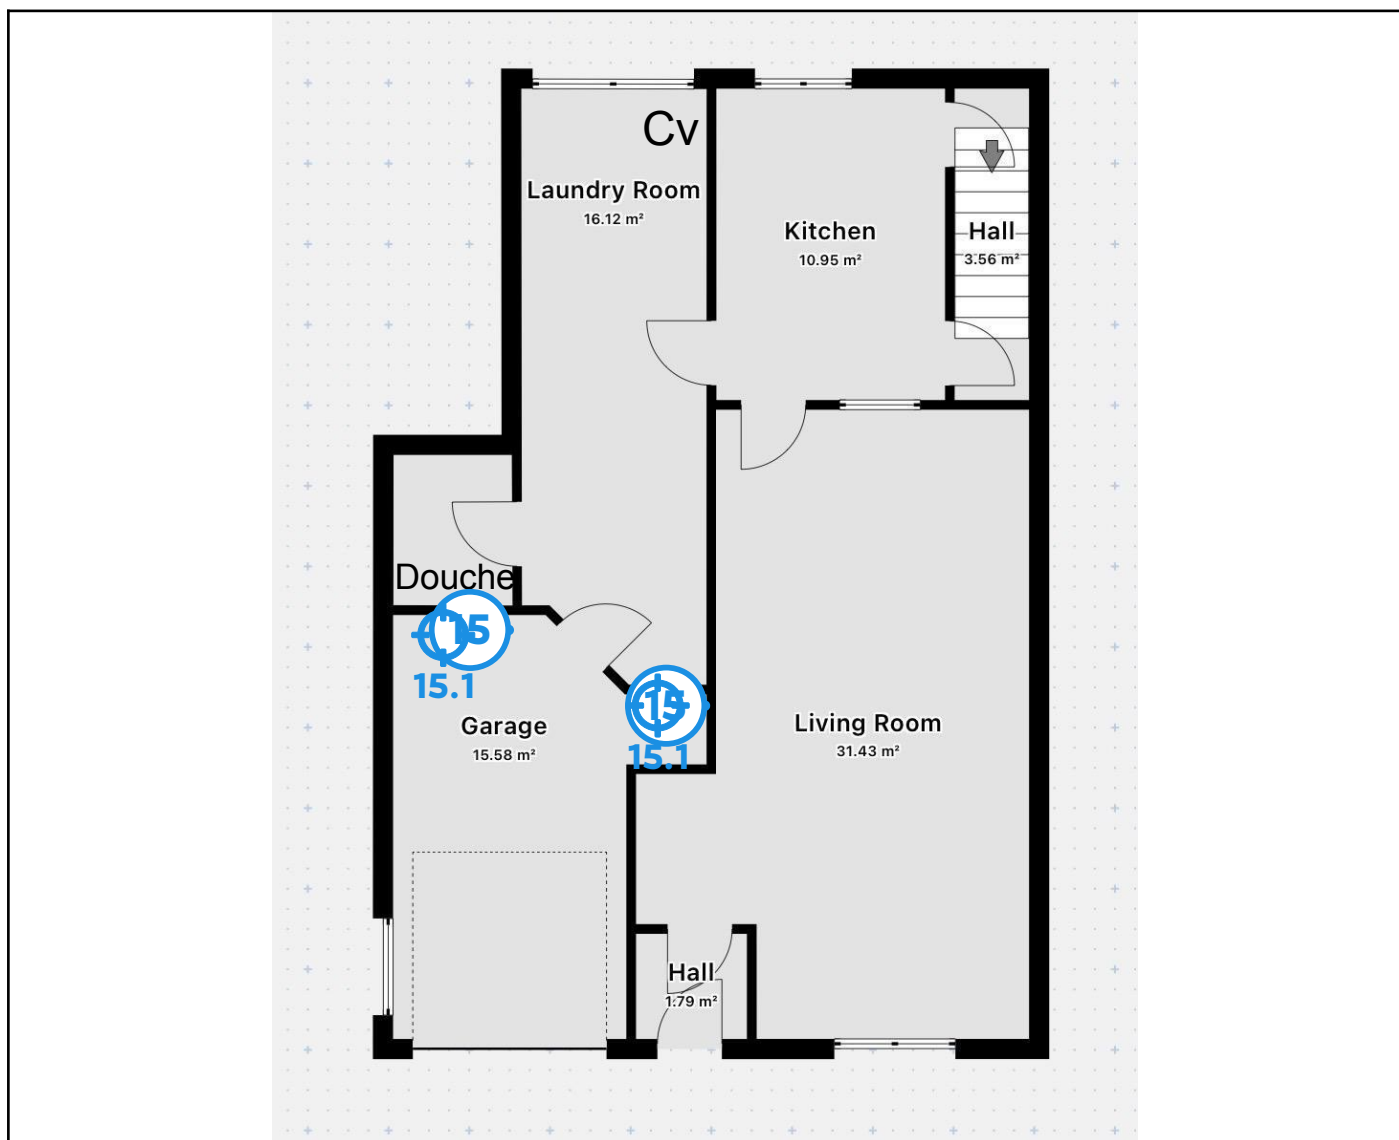 Cv
Laundry Room
16.12 m²
Kitchen
10.95 m²
Hall
3.56 m²
Douche
15
15.1
Garage
15.58 m²
15
15.1
Living Room
31.43 m²
Hall
1.79 m²